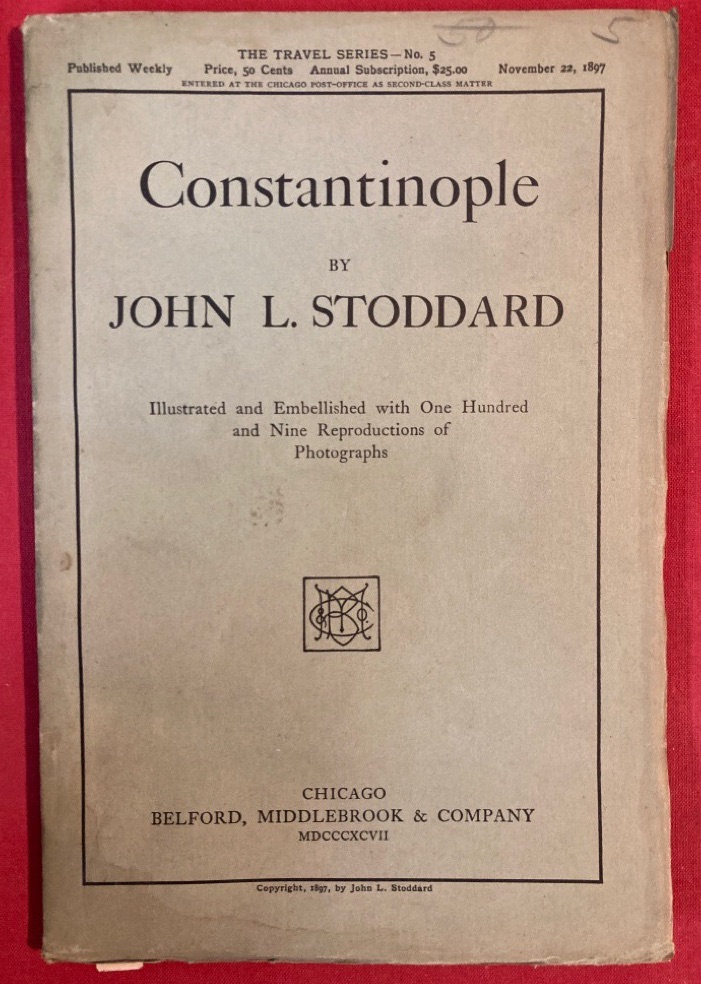 50 5
THE TRAVEL SERIES—No. 5
Published Weekly Price, 50 Cents Annual Subscription, $25.00 November 22, 1897
ENTERED AT THE CHICAGO POST-OFFICE AS SECOND-CLASS MATTER
Constantinople
BY
JOHN L. STODDARD
Illustrated and Embellished with One Hundred
and Nine Reproductions of
Photographs
CHICAGO
BELFORD, MIDDLEBROOK & COMPANY
MDCCCXCVII
Copyright, 1897, by John L. Stoddard